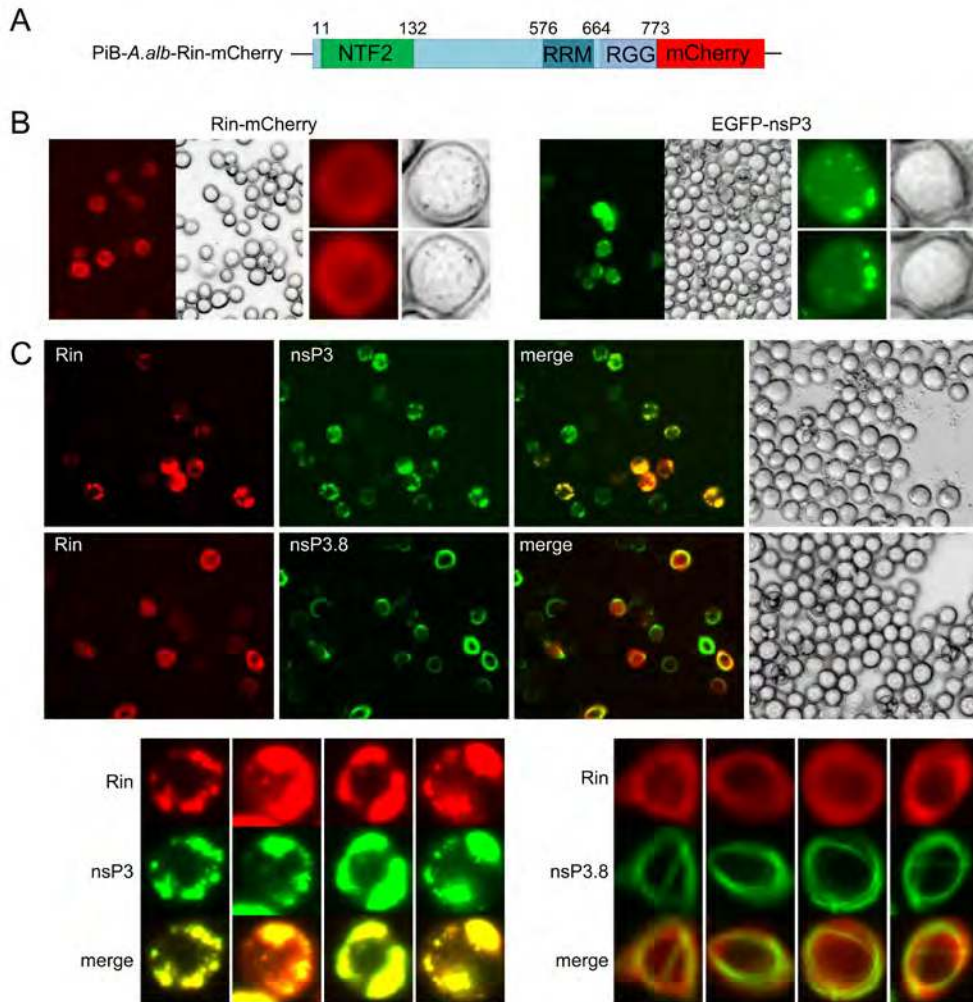 A
11 132 576 664 773
PiB-A.alb-Rin-mCherry NTF2 RRM RGG mCherry
B
Rin-mCherry EGFP-nsP3
C
Rin nsP3 merge
Rin nsP3.8 merge
Rin Rin
nsP3 nsP3.8
merge merge